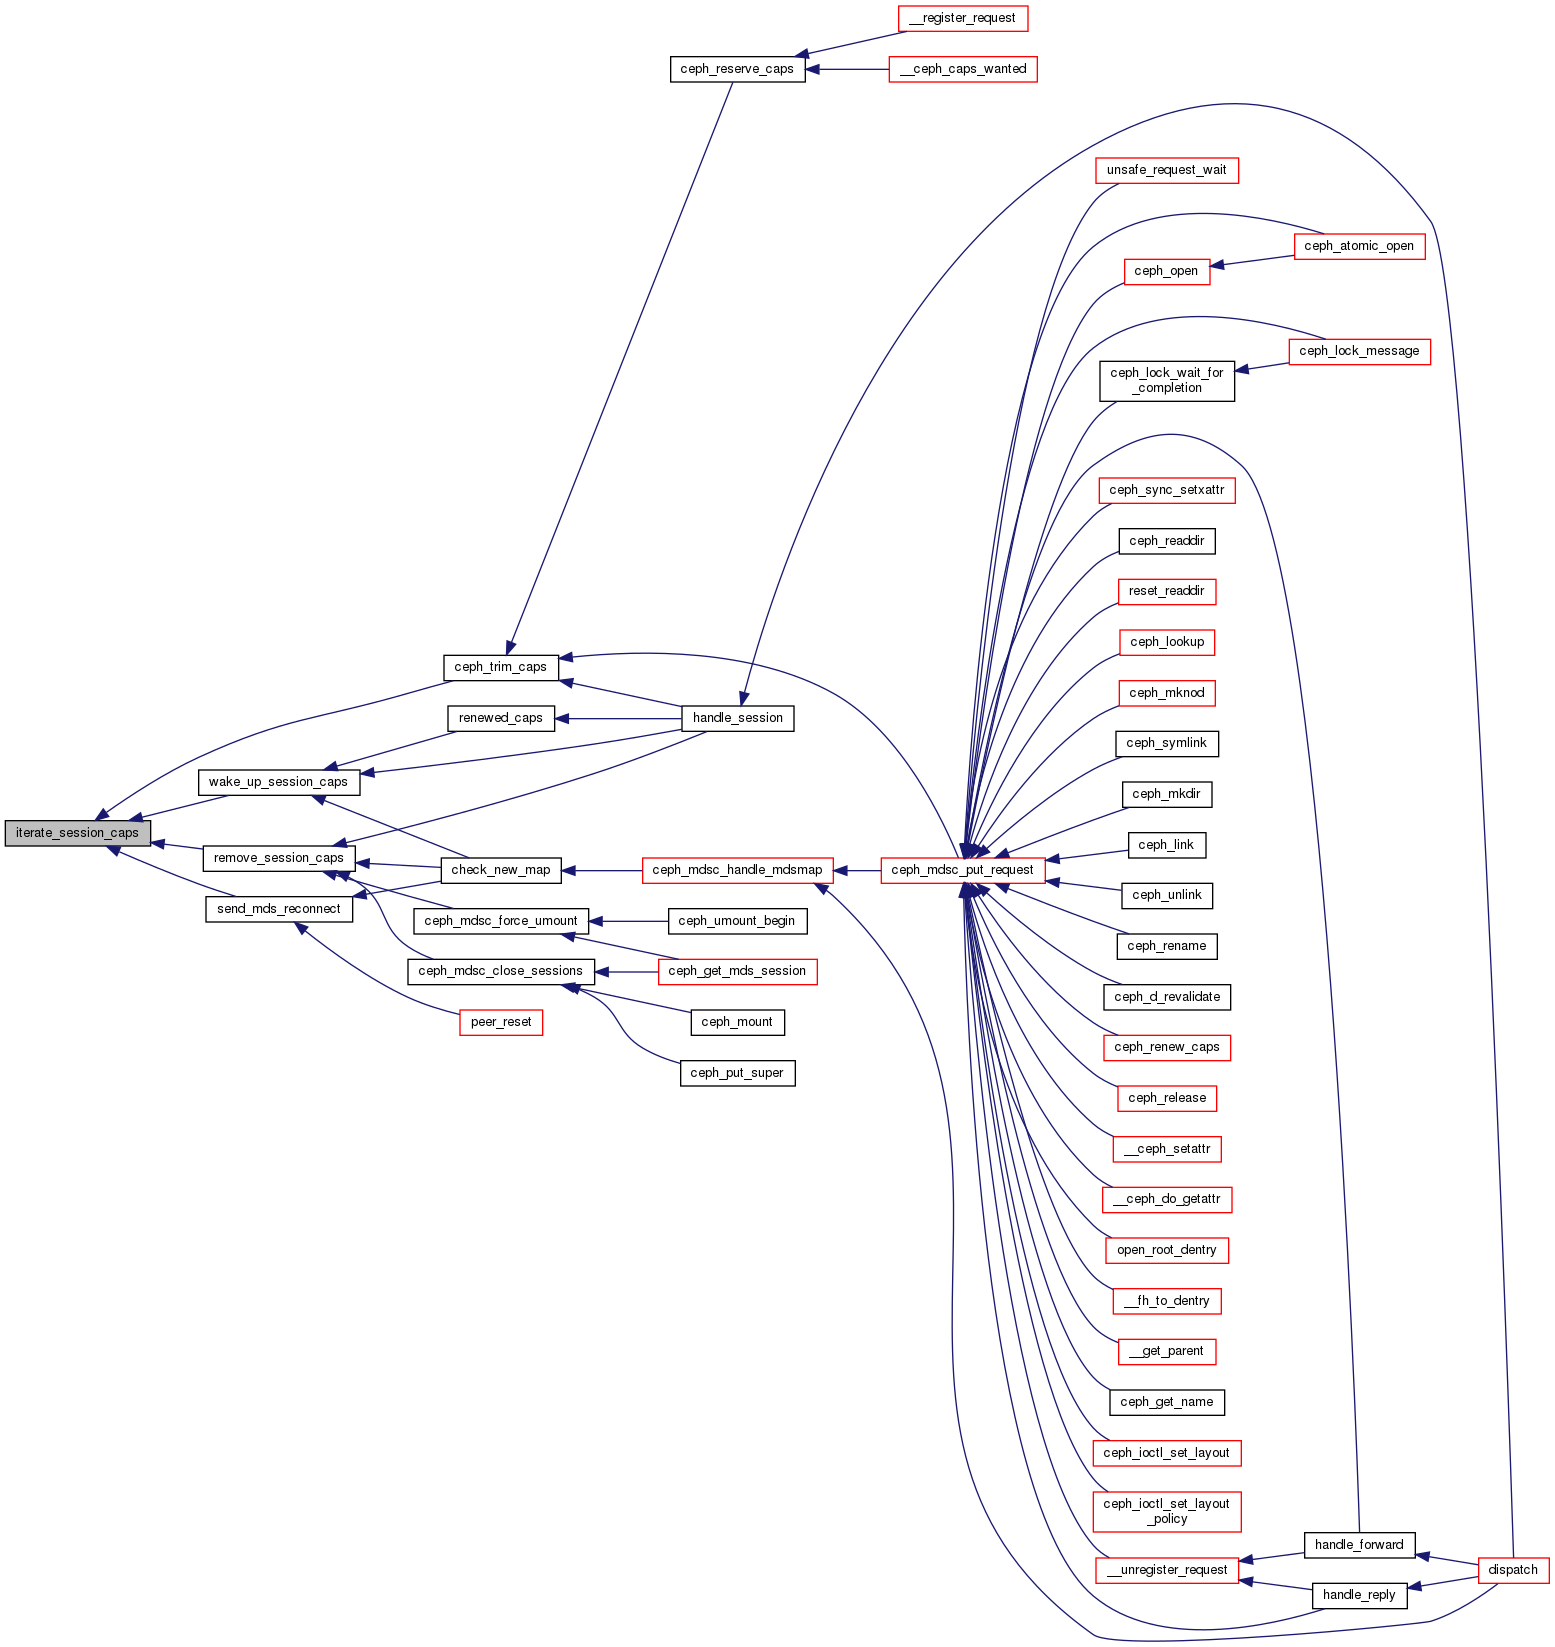 __register_request
ceph_reserve_caps
__ceph_caps_wanted
unsafe_request_wait
ceph_atomic_open
ceph_open
ceph_lock_message
ceph_lock_wait_for
_completion
ceph_sync_setxattr
ceph_readdir
reset_readdir
ceph_lookup
ceph_trim_caps
ceph_mknod
renewed_caps
handle_session
ceph_symlink
wake_up_session_caps
ceph_mkdir
iterate_session_caps
ceph_link
remove_session_caps
check_new_map
ceph_mdsc_handle_mdsmap
ceph_mdsc_put_request
ceph_unlink
send_mds_reconnect
ceph_mdsc_force_umount
ceph_umount_begin
ceph_rename
ceph_mdsc_close_sessions
ceph_get_mds_session
ceph_d_revalidate
peer_reset
ceph_mount
ceph_renew_caps
ceph_put_super
ceph_release
__ceph_setattr
__ceph_do_getattr
open_root_dentry
__fh_to_dentry
__get_parent
ceph_get_name
ceph_ioctl_set_layout
ceph_ioctl_set_layout
_policy
handle_forward
__unregister_request
dispatch
handle_reply